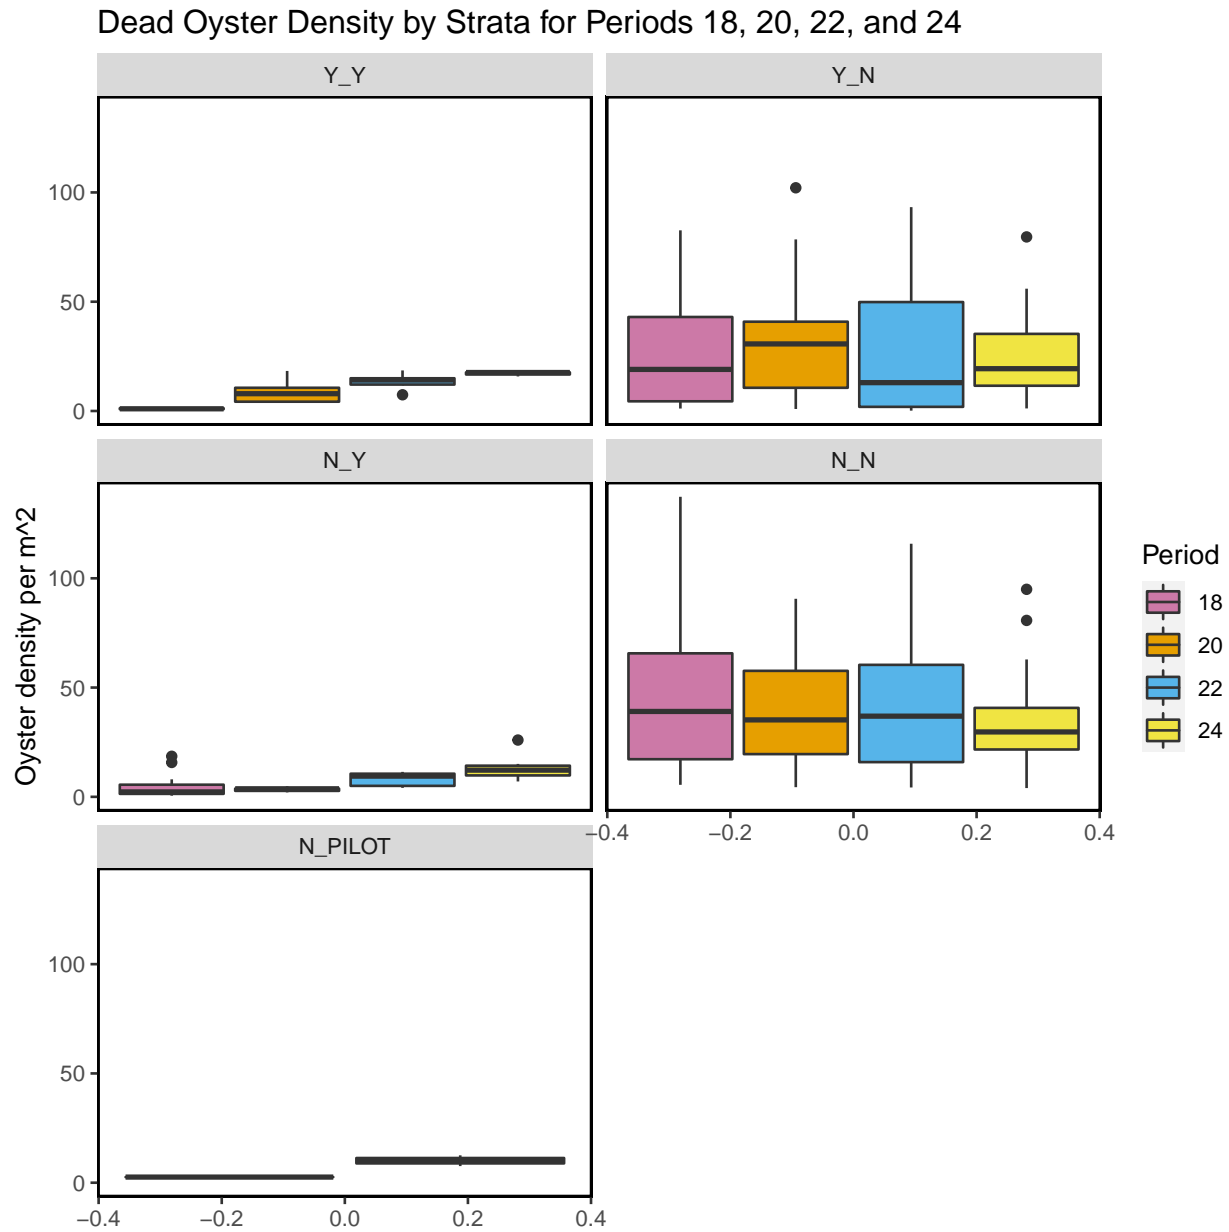 Dead Oyster Density by Strata for Periods 18, 20, 22, and 24
Y_Y
Y_N
100
50
0
N_Y
N_N
Oyster density per m^2
100
50
0
−0.4
−0.2
0.0
0.2
0.4
Period
18
20
22
24
N_PILOT
100
50
0
−0.4
−0.2
0.0
0.2
0.4